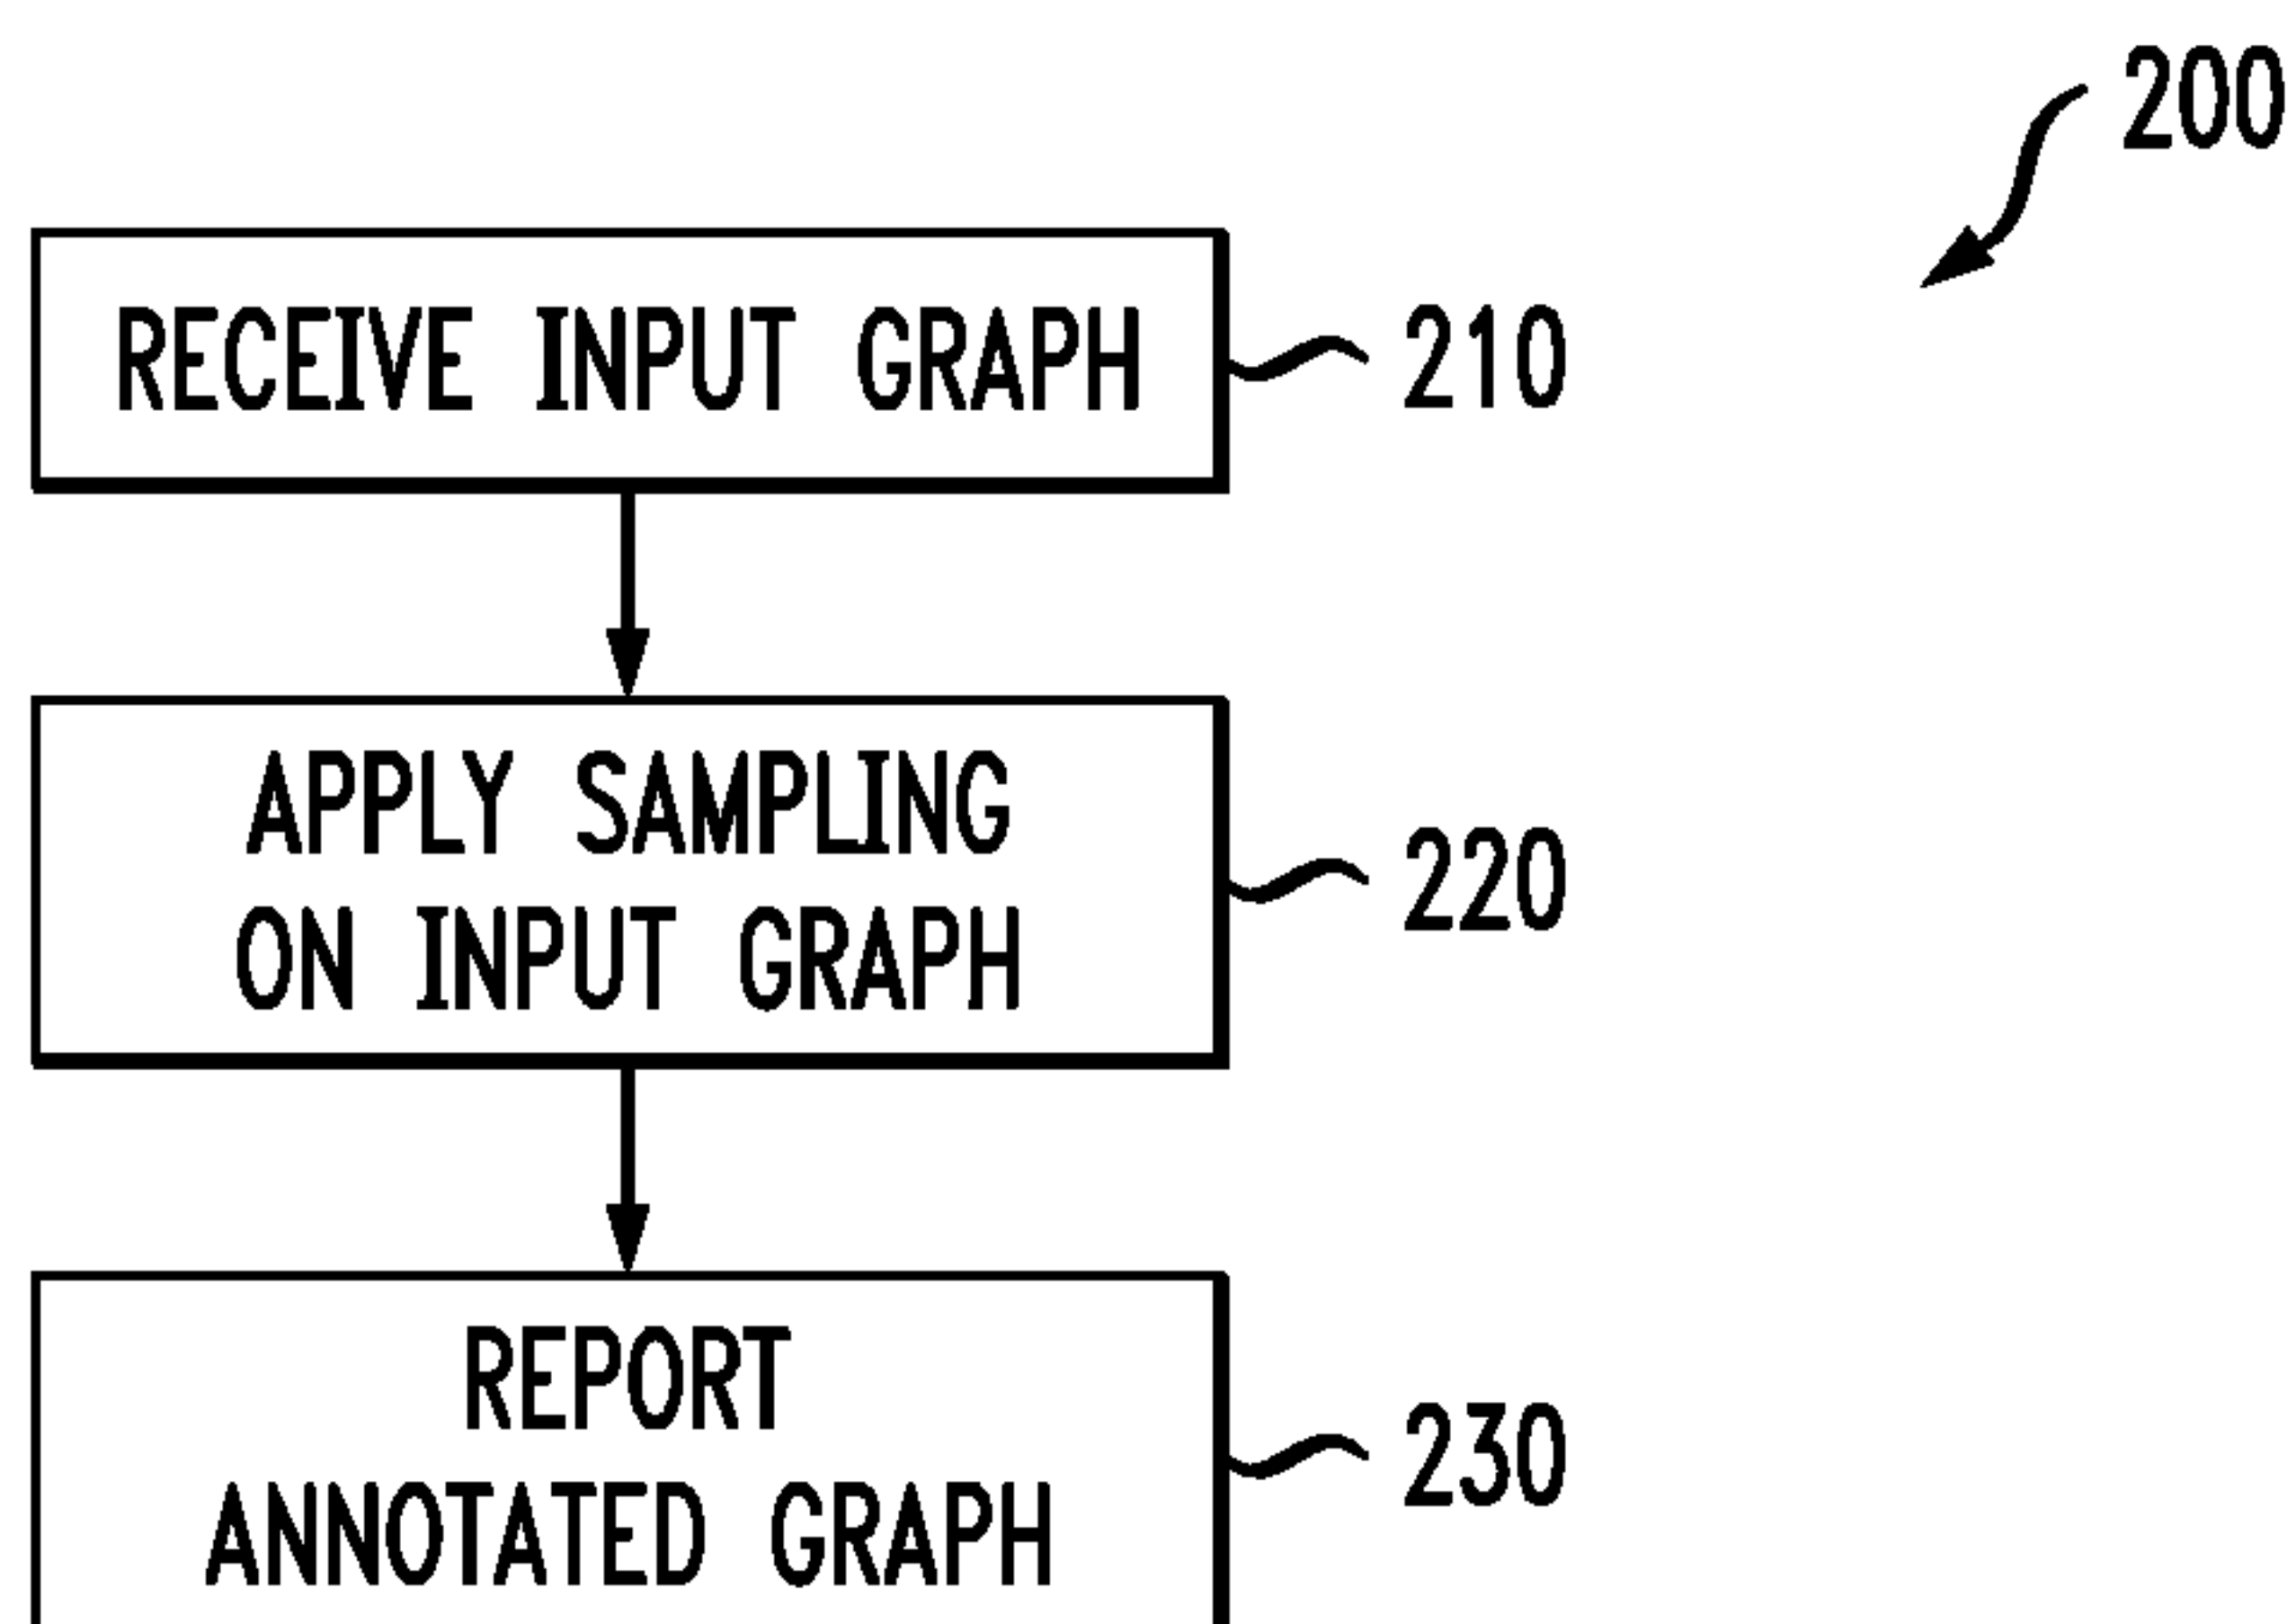 200
RECEIVE INPUT GRAPH
210
APPLY SAMPLING
ON INPUT GRAPH
220
REPORT
ANNOTATED GRAPH
230